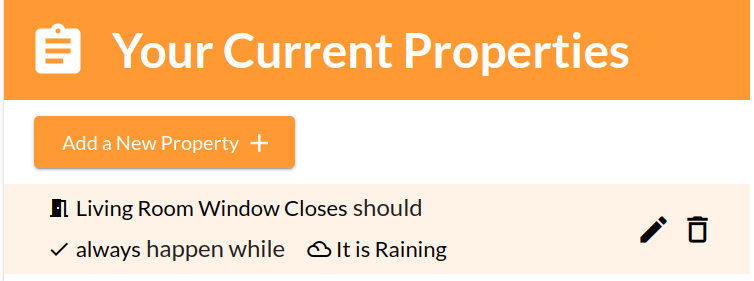 Your Current Properties
Add a New Property +
Living Room Window Closes should
always happen while It is Raining